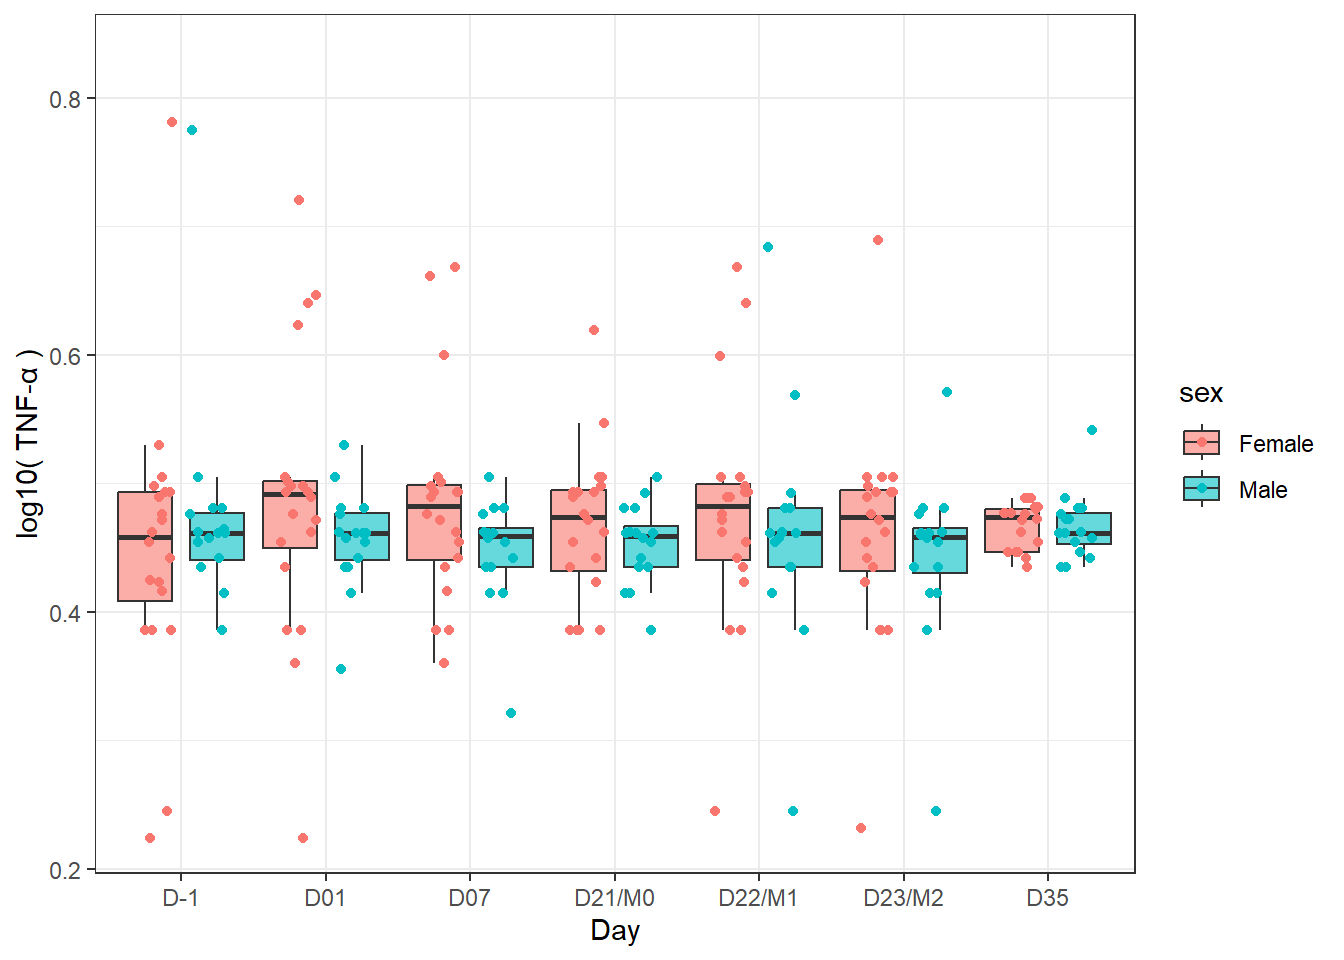 log10( TNF-α )
0.8
0.6
0.4
0.2
D-1 D01 D07 D21/M0 D22/M1 D23/M2 D35
Day
sex
Female
Male